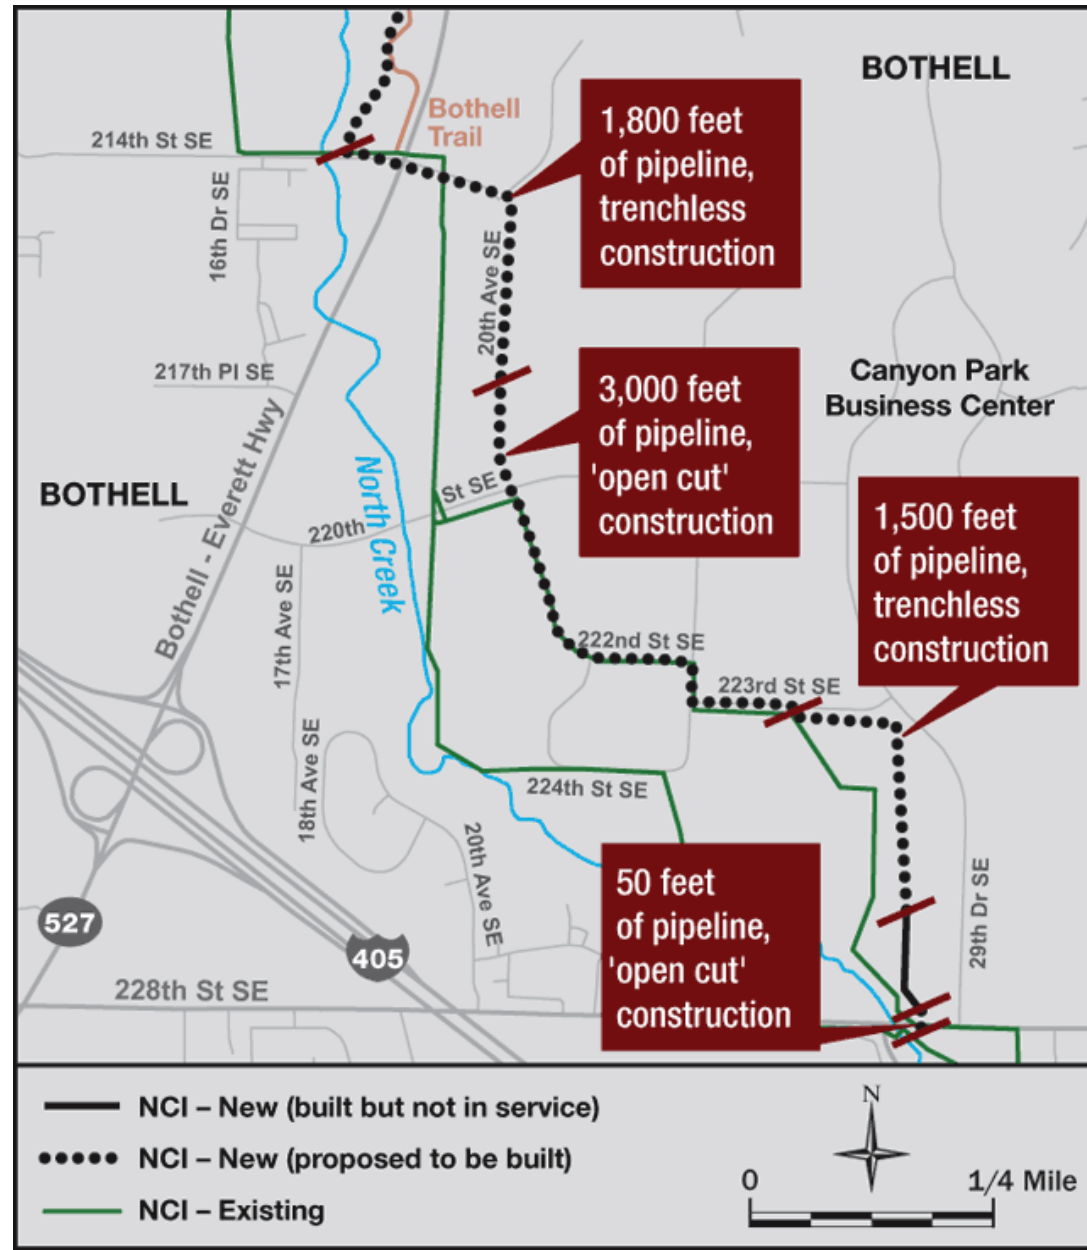 BOTHELL
Bothell
Trail
214th St SE
1,800 feet
of pipeline,
trenchless
construction
16th Dr SE
20th Ave SE
217th Pl SE
3,000 feet
of pipeline,
'open cut'
construction
Canyon Park
Business Center
Bothell - Everett Hwy
BOTHELL
North Creek
220th St SE
1,500 feet
of pipeline,
trenchless
construction
17th Ave SE
222nd St SE
223rd St SE
18th Ave SE
224th St SE
20th Ave SE
50 feet
of pipeline,
'open cut'
construction
29th Dr SE
527
405
228th St SE
NCI – New (built but not in service)
NCI – New (proposed to be built)
NCI – Existing
N
0 1/4 Mile